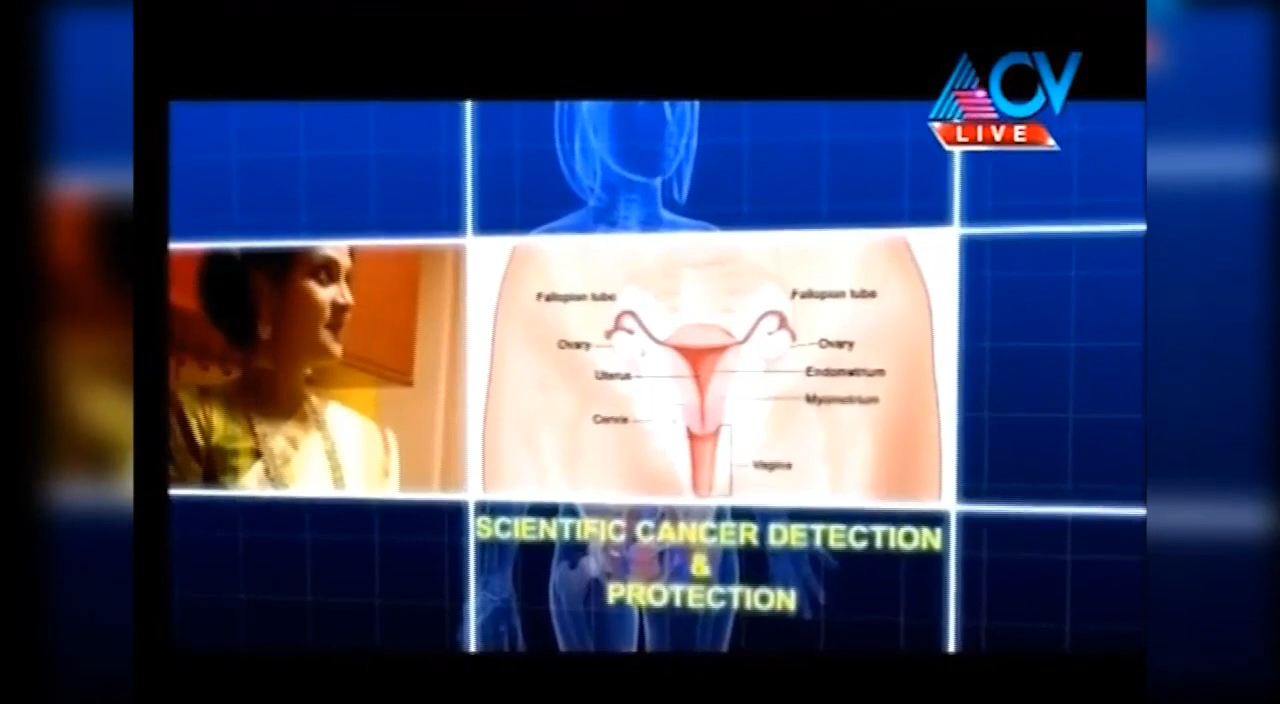 ACV
LIVE
Fallopian tube
Fallopian tube
Ovary
Ovary
Uterus
Endometrium
Myometrium
Cervix
Vagina
SCIENTIFIC CANCER DETECTION
&
PROTECTION